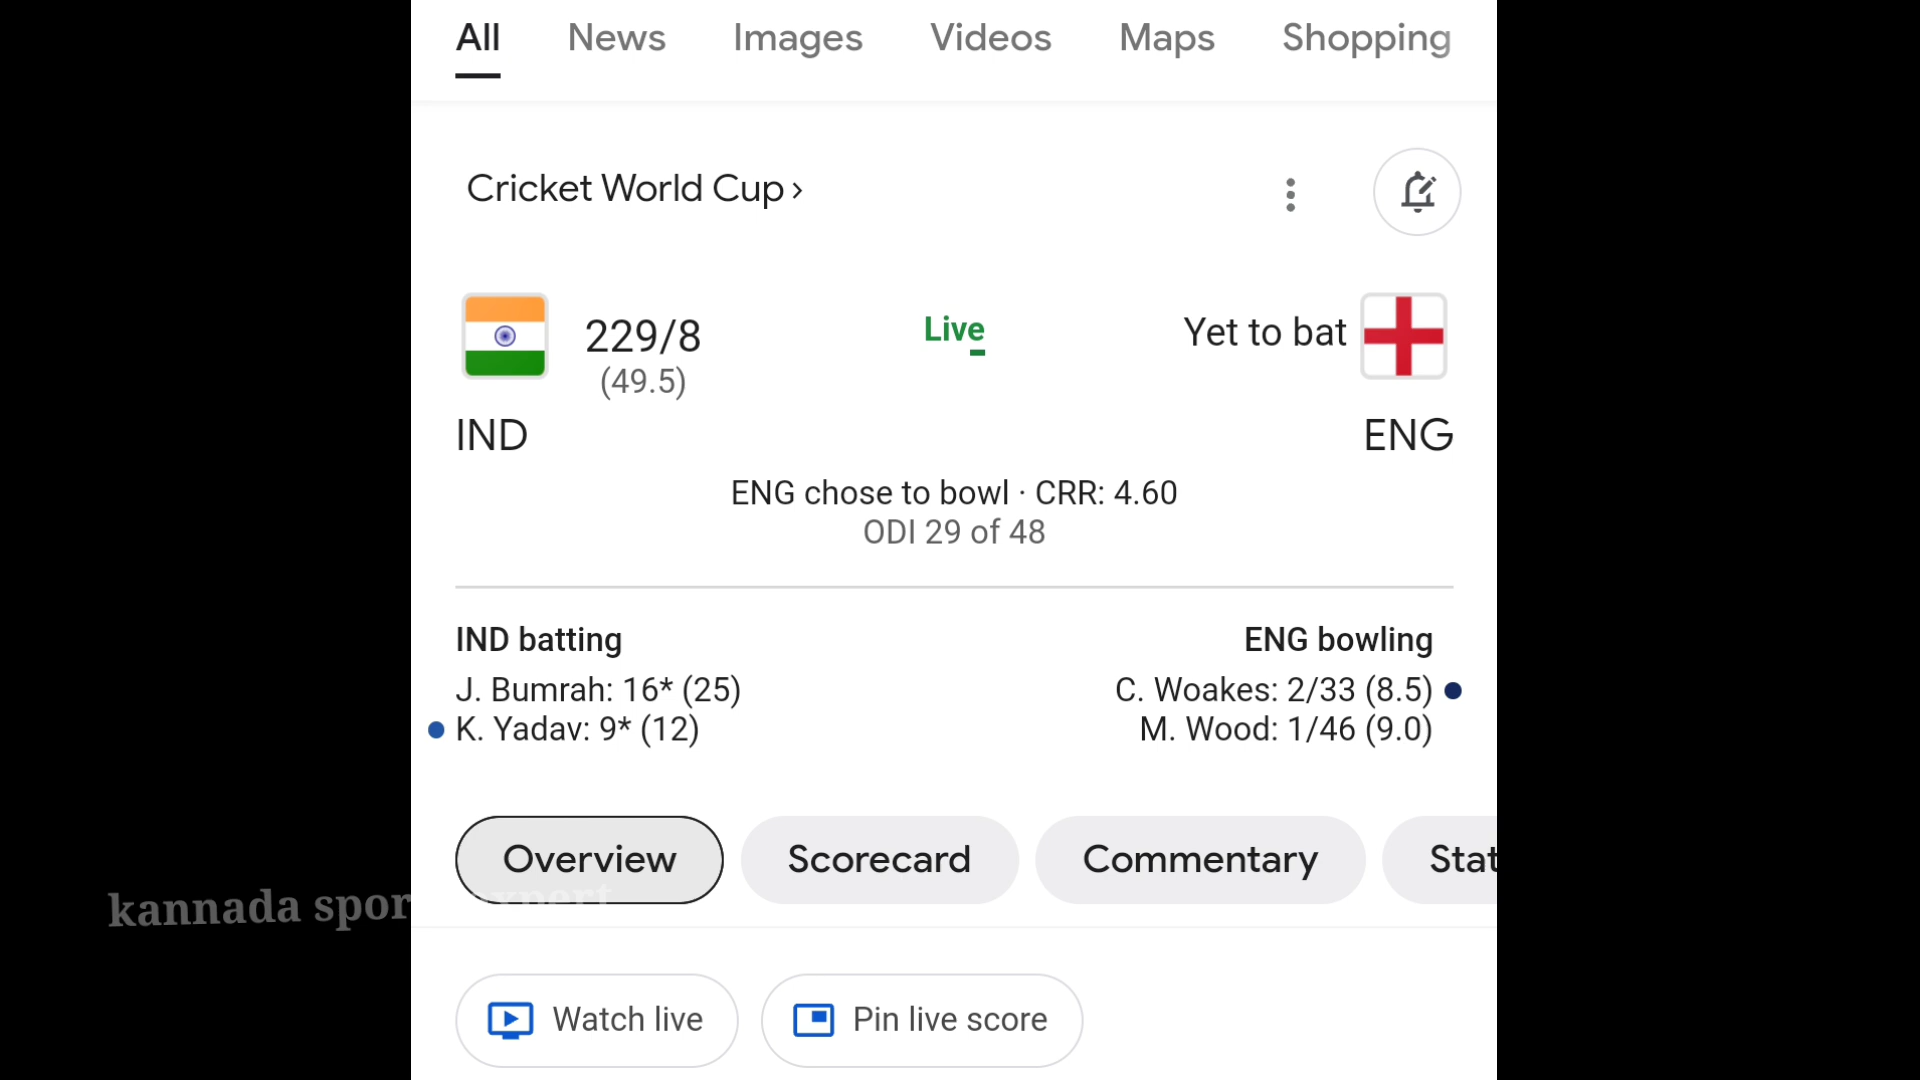 All News Images Videos Maps Shopping
Cricket World Cup ›
229/8 Live Yet to bat
(49.5)
IND ENG
ENG chose to bowl · CRR: 4.60
ODI 29 of 48
IND batting ENG bowling
J. Bumrah: 16* (25) C. Woakes: 2/33 (8.5)
K. Yadav: 9* (12) M. Wood: 1/46 (9.0)
Overview Scorecard Commentary Stat
kannada spor expert
Watch live Pin live score